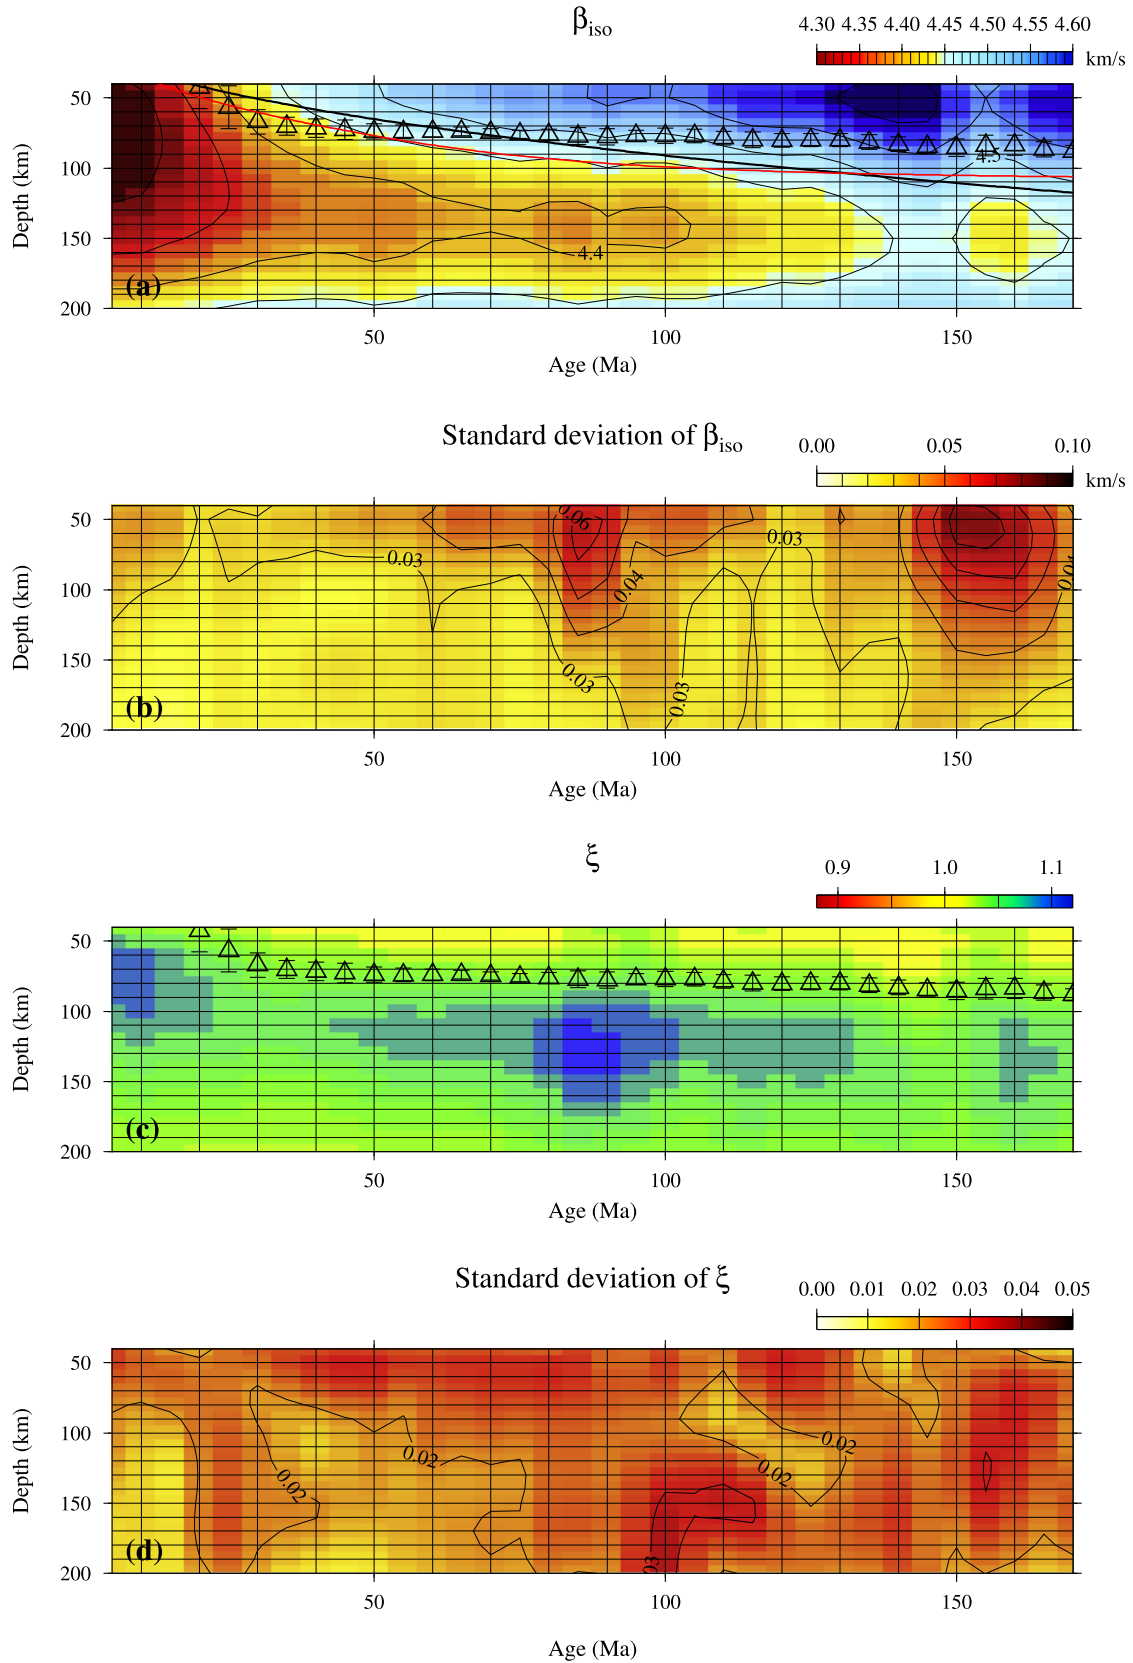 βiso
4.30 4.35 4.40 4.45 4.50 4.55 4.60
km/s
50
100
150
200
Depth (km)
4.5
4.4
(a)
50 100 150
Age (Ma)
Standard deviation of βiso
0.00 0.05 0.10
km/s
50
100
150
200
Depth (km)
0.06
0.03
0.03
0.04
0.04
0.03
0.03
(b)
50 100 150
Age (Ma)
ξ
0.9 1.0 1.1
50
100
150
200
Depth (km)
(c)
50 100 150
Age (Ma)
Standard deviation of ξ
0.00 0.01 0.02 0.03 0.04 0.05
50
100
150
200
Depth (km)
0.02
0.02
0.02
0.02
03
(d)
50 100 150
Age (Ma)